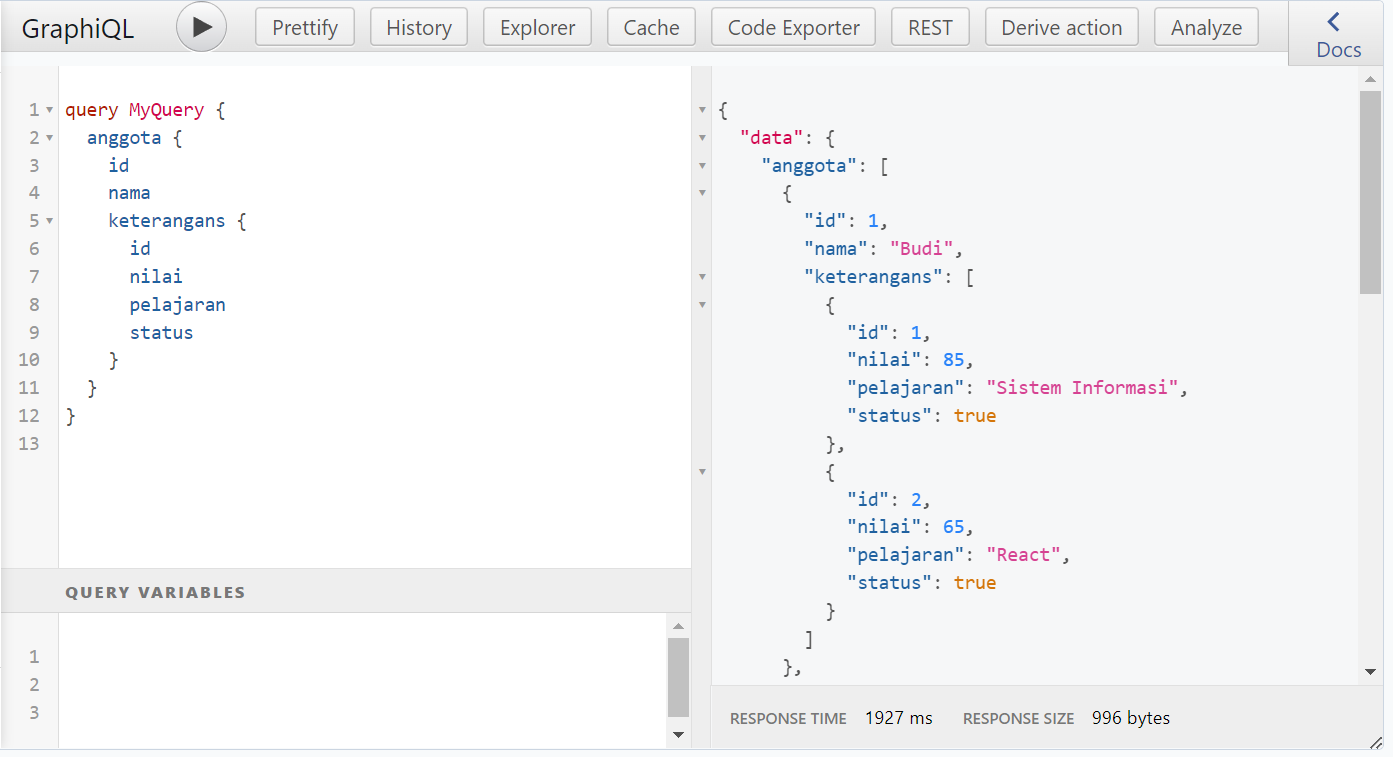 GraphiQL
Prettify
History
Explorer
Cache
Code Exporter
REST
Derive action
Analyze
Docs
1 query MyQuery {
2 anggota {
3 id
4 nama
5 keterangans {
6 id
7 nilai
8 pelajaran
9 status
10 }
11 }
12 }
13
QUERY VARIABLES
1
2
3
{
"data": {
"anggota": [
{
"id": 1,
"nama": "Budi",
"keterangans": [
{
"id": 1,
"nilai": 85,
"pelajaran": "Sistem Informasi",
"status": true
},
{
"id": 2,
"nilai": 65,
"pelajaran": "React",
"status": true
}
]
},
RESPONSE TIME 1927 ms RESPONSE SIZE 996 bytes